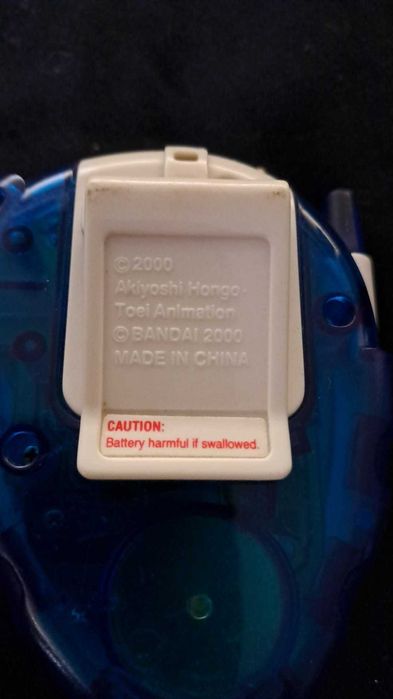 © 2000
Akiyoshi Hongo·
Toei Animation
© BANDAI 2000
MADE IN CHINA
CAUTION:
Battery harmful if swallowed.